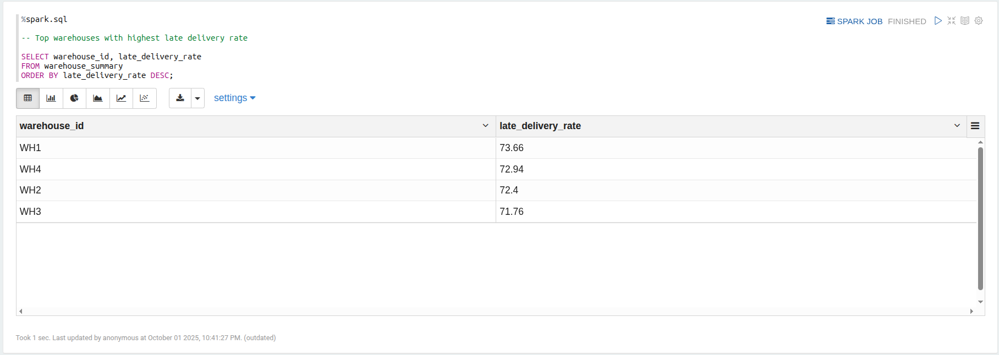 %spark.sql
SPARK JOB FINISHED
-- Top warehouses with highest late delivery rate
SELECT warehouse_id, late_delivery_rate
FROM warehouse_summary
ORDER BY late_delivery_rate DESC;
settings
warehouse_id late_delivery_rate
WH1 73.66
WH4 72.94
WH2 72.4
WH3 71.76
Took 1 sec. Last updated by anonymous at October 01 2025, 10:41:27 PM. (outdated)